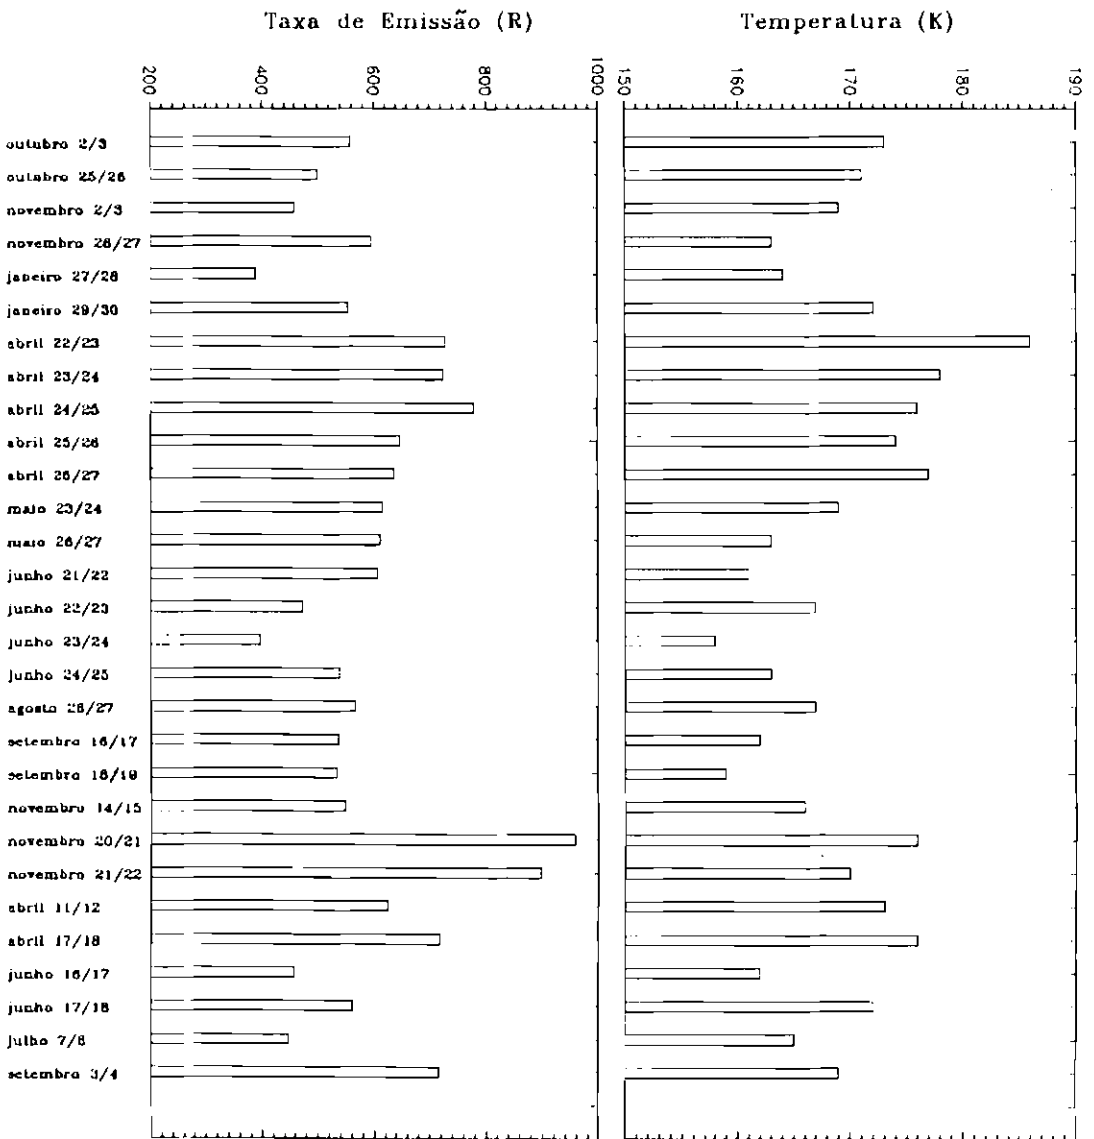 Taxa de Emissão (R)
Temperatura (K)
200
400
600
800
1000
150
160
170
180
190
outubro 2/3
outubro 25/26
novembro 2/3
novembro 26/27
janeiro 27/28
janeiro 29/30
abril 22/23
abril 23/24
abril 24/25
abril 25/26
abril 26/27
maio 23/24
maio 26/27
junho 21/22
junho 22/23
junho 23/24
junho 24/25
agosto 26/27
setembro 16/17
setembro 18/19
novembro 14/15
novembro 20/21
novembro 21/22
abril 11/12
abril 17/18
junho 16/17
junho 17/18
julho 7/8
setembro 3/4